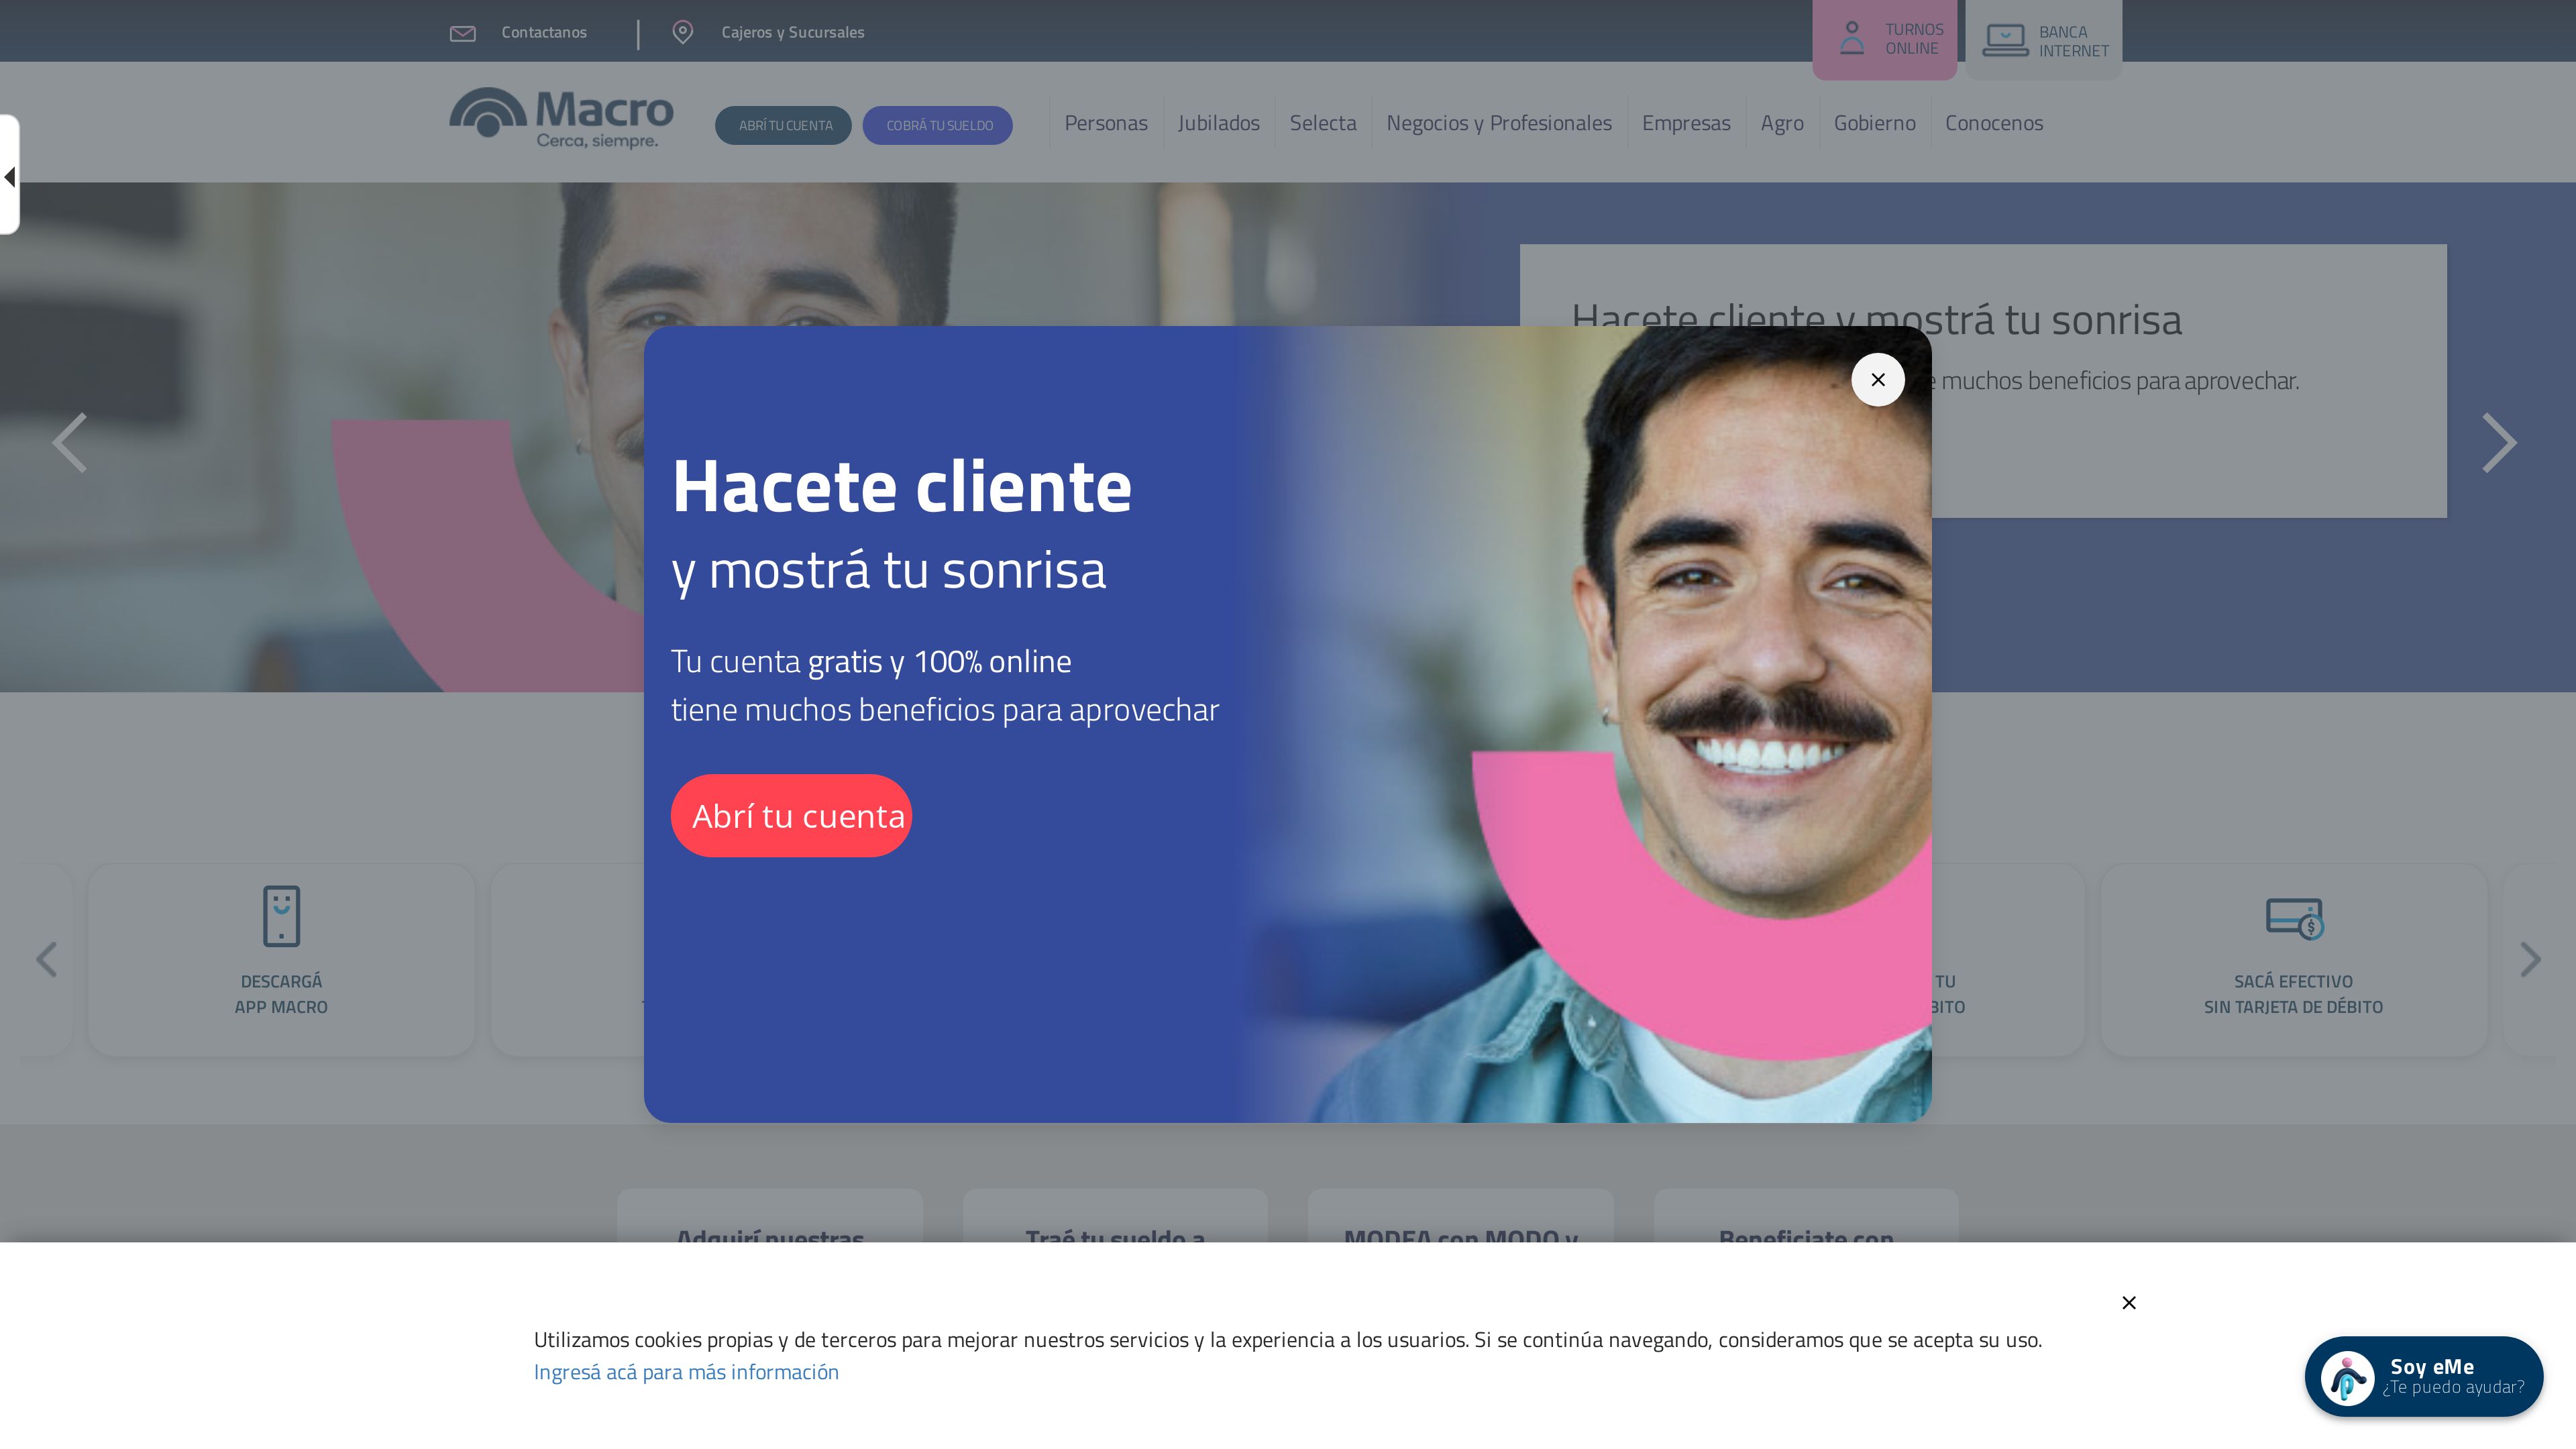 Contactanos
Cajeros y Sucursales
TURNOS
ONLINE
BANCA
INTERNET
Macro
Cerca, siempre.
ABRÍ TU CUENTA
COBRÁ TU SUELDO
Personas
Jubilados
Selecta
Negocios y Profesionales
Empresas
Agro
Gobierno
Conocenos
Hacete cliente y mostrá tu sonrisa
muchos beneficios para aprovechar.
Hacete cliente
y mostrá tu sonrisa
Tu cuenta gratis y 100% online
tiene muchos beneficios para aprovechar
Abrí tu cuenta
DESCARGÁ
APP MACRO
TU
SACÁ EFECTIVO
SIN TARJETA DE DÉBITO
Adquirí nuestras
Traé tu sueldo a
MODEA con MODO y
Beneficiate con
Utilizamos cookies propias y de terceros para mejorar nuestros servicios y la experiencia a los usuarios. Si se continúa navegando, consideramos que se acepta su uso.
Ingresá acá para más información
Soy eMe
¿Te puedo ayudar?